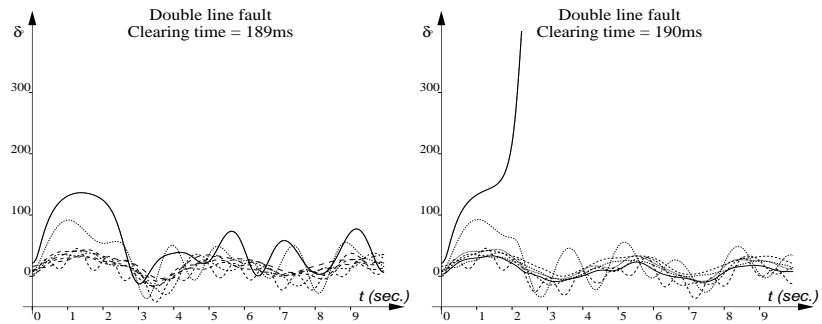 Double line fault
Clearing time = 189ms
δ°
300
200
100
0
0 1 2 3 4 5 6 7 8 9
t (sec.)
Double line fault
Clearing time = 190ms
δ°
300
200
100
0
0 1 2 3 4 5 6 7 8 9
t (sec.)